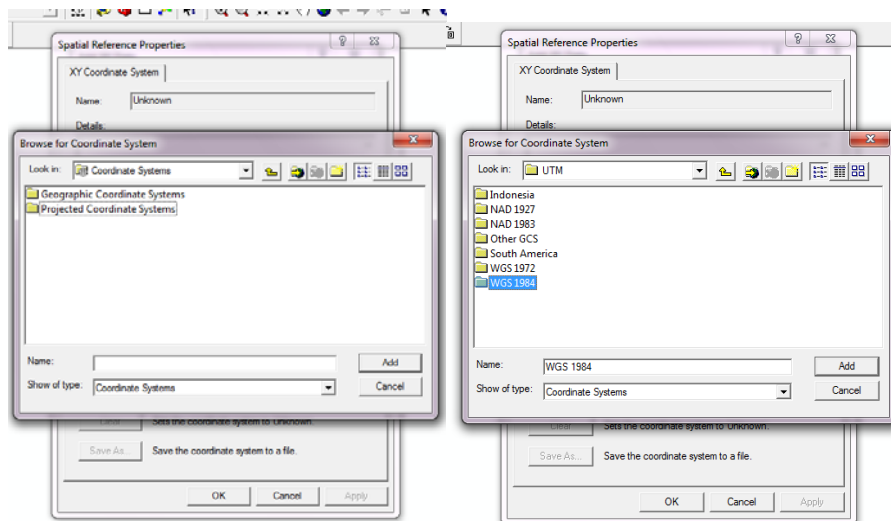 Spatial Reference Properties
XY Coordinate System
Name: Unknown
Details:
Browse for Coordinate System
Look in: Coordinate Systems
Geographic Coordinate Systems
Projected Coordinate Systems
Name:
Add
Show of type: Coordinate Systems
Cancel
Clear Sets the coordinate system to Unknown.
Save As... Save the coordinate system to a file.
OK Cancel Apply
Spatial Reference Properties
XY Coordinate System
Name: Unknown
Details:
Browse for Coordinate System
Look in: UTM
Indonesia
NAD 1927
NAD 1983
Other GCS
South America
WGS 1972
WGS 1984
Name: WGS 1984
Add
Show of type: Coordinate Systems
Cancel
Clear Sets the coordinate system to Unknown.
Save As... Save the coordinate system to a file.
OK Cancel Apply